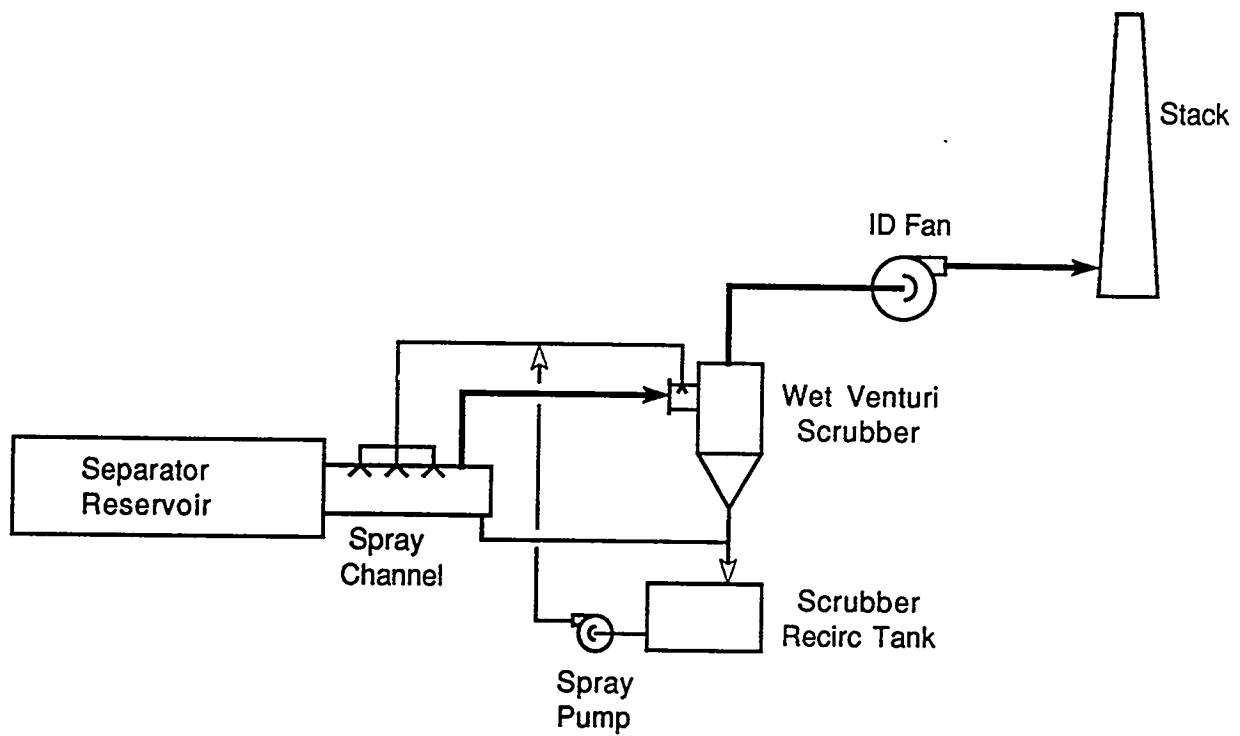 Stack
ID Fan
Wet Venturi
Scrubber
Separator
Reservoir
Spray
Channel
Scrubber
Recirc Tank
Spray
Pump